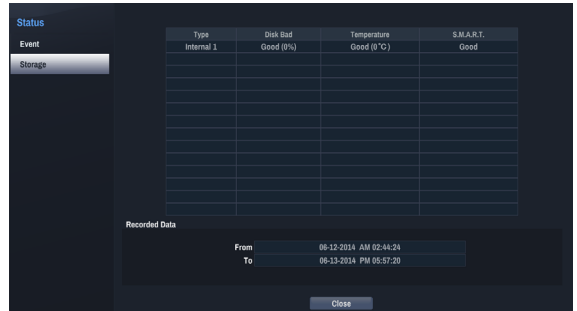 Status
Event
Storage
Type Disk Bad Temperature S.M.A.R.T.
Internal 1 Good (0%) Good (0˚C) Good
Recorded Data
From 06-12-2014 AM 02:44:24
To 06-13-2014 PM 05:57:20
Close